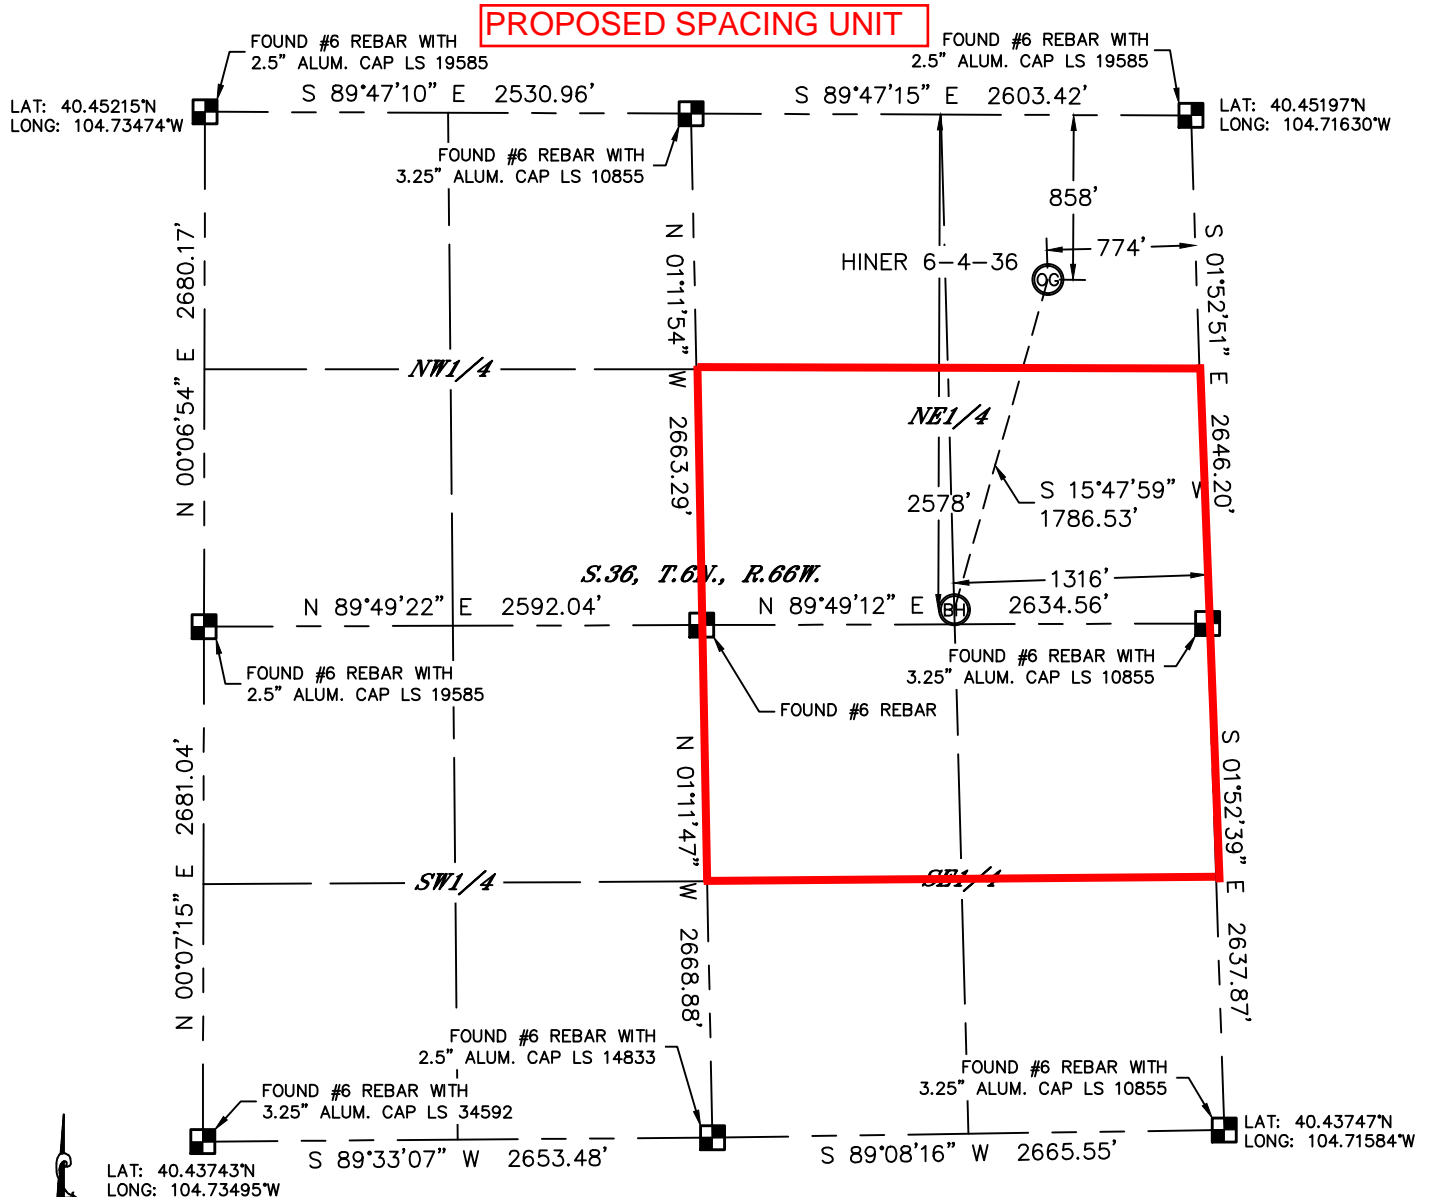 PROPOSED SPACING UNIT
FOUND #6 REBAR WITH
2.5" ALUM. CAP LS 19585
FOUND #6 REBAR WITH
2.5" ALUM. CAP LS 19585
LAT: 40.45215°N
LONG: 104.73474°W
S 89°47'10" E 2530.96'
S 89°47'15" E 2603.42'
LAT: 40.45197°N
LONG: 104.71630°W
FOUND #6 REBAR WITH
3.25" ALUM. CAP LS 10855
858'
774'
HINER 6-4-36
OG
N 00°06'54" E 2680.17'
N 01°11'54" W 2663.29'
S 01°52'51" E 2646.20'
NW1/4
NE1/4
2578'
S 15°47'59" W
1786.53'
S.36, T.6N., R.66W.
1316'
N 89°49'22" E 2592.04'
N 89°49'12" E 2634.56'
BH
FOUND #6 REBAR WITH
2.5" ALUM. CAP LS 19585
FOUND #6 REBAR WITH
3.25" ALUM. CAP LS 10855
FOUND #6 REBAR
N 00°07'15" E 2681.04'
N 01°11'47" W 2668.88'
S 01°52'39" E 2637.87'
SW1/4
SE1/4
FOUND #6 REBAR WITH
2.5" ALUM. CAP LS 14833
FOUND #6 REBAR WITH
3.25" ALUM. CAP LS 10855
FOUND #6 REBAR WITH
3.25" ALUM. CAP LS 34592
LAT: 40.43747°N
LONG: 104.71584°W
S 89°33'07" W 2653.48'
S 89°08'16" W 2665.55'
LAT: 40.43743°N
LONG: 104.73495°W